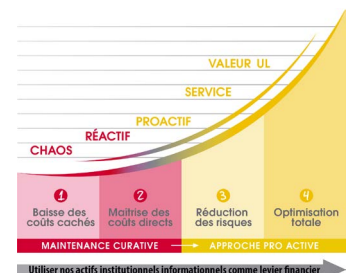 VALEUR UL
SERVICE
PROACTIF
RÉACTIF
CHAOS
1 2 3 4
Baisse des coûts cachés
Maîtrise des coûts directs
Réduction des risques
Optimisation totale
MAINTENANCE CURATIVE → APPROCHE PRO ACTIVE
Utiliser nos actifs institutionnels informationnels comme levier financier